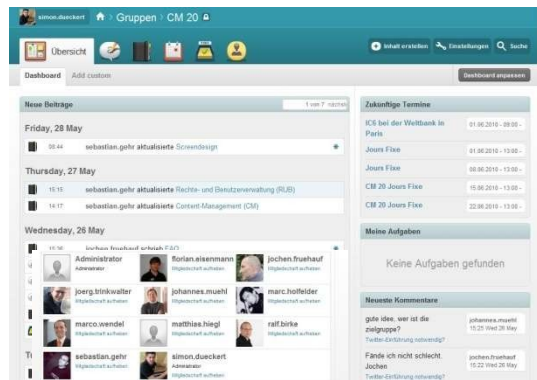 simon.dueckert Gruppen CM 20
Übersicht
Inhalt erstellen Einstellungen Suche
Dashboard Add custom
Dashboard anpassen
Neue Beiträge
1 von 7
Friday, 28 May
08:44 sebastian.gehr aktualisierte Screendesign
Thursday, 27 May
sebastian.gehr aktualisierte Rechte- und Benutzerverwaltung (RUB)
14:17 sebastian.gehr aktualisierte Content-Management (CM)
Wednesday, 26 May
jochen.fruehauf schrieb FAQ
Administrator
Administrator
florian.eisenmann
Mitgliedschaft aufheben
jochen.fruehauf
Mitgliedschaft aufheben
joerg.trinkwalter
Mitgliedschaft aufheben
johannes.muehl
Mitgliedschaft aufheben
marc.holfelder
Mitgliedschaft aufheben
marco.wendel
Mitgliedschaft aufheben
matthias.hiegl
Mitgliedschaft aufheben
ralf.birke
Mitgliedschaft aufheben
sebastian.gehr
Mitgliedschaft aufheben
simon.dueckert
Mitgliedschaft aufheben
Zukünftige Termine
IC6 bei der Weltbank in
Paris
01.06.2010 - 09:00 -
Jours Fixe
01.06.2010 - 13:00 -
Jours Fixe
08.06.2010 - 13:00 -
CM 20 Jours Fixe
15.06.2010 - 13:00 -
CM 20 Jours Fixe
22.06.2010 - 13:00 -
Meine Aufgaben
Keine Aufgaben gefunden
Neueste Kommentare
gute idee, wer ist die
zielgruppe?
Twitter-Einführung notwendig?
johannes.muehl
15:25 Wed 26 May
Fände ich nicht schlecht.
Jochen
Twitter-Einführung notwendig?
jochen.fruehauf
15:22 Wed 26 May